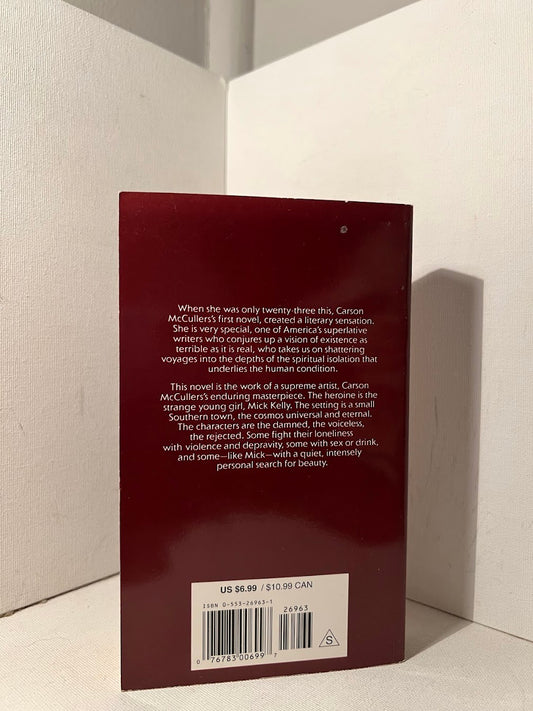 When she was only twenty-three this, Carson
McCullers's first novel, created a literary sensation.
She is very special, one of America's superlative
writers who conjures up a vision of existence as
terrible as it is real, who takes us on shattering
voyages into the depths of the spiritual isolation that
underlies the human condition.
This novel is the work of a supreme artist, Carson
McCullers's enduring masterpiece. The heroine is the
strange young girl, Mick Kelly. The setting is a small
Southern town, the cosmos universal and eternal.
The characters are the damned, the voiceless,
the rejected. Some fight their loneliness
with violence and depravity, some with sex or drink,
and some—like Mick—with a quiet, intensely
personal search for beauty.
US $6.99 / $10.99 CAN
ISBN 0-553-26963-1
26963
0 76783 00699 7
S